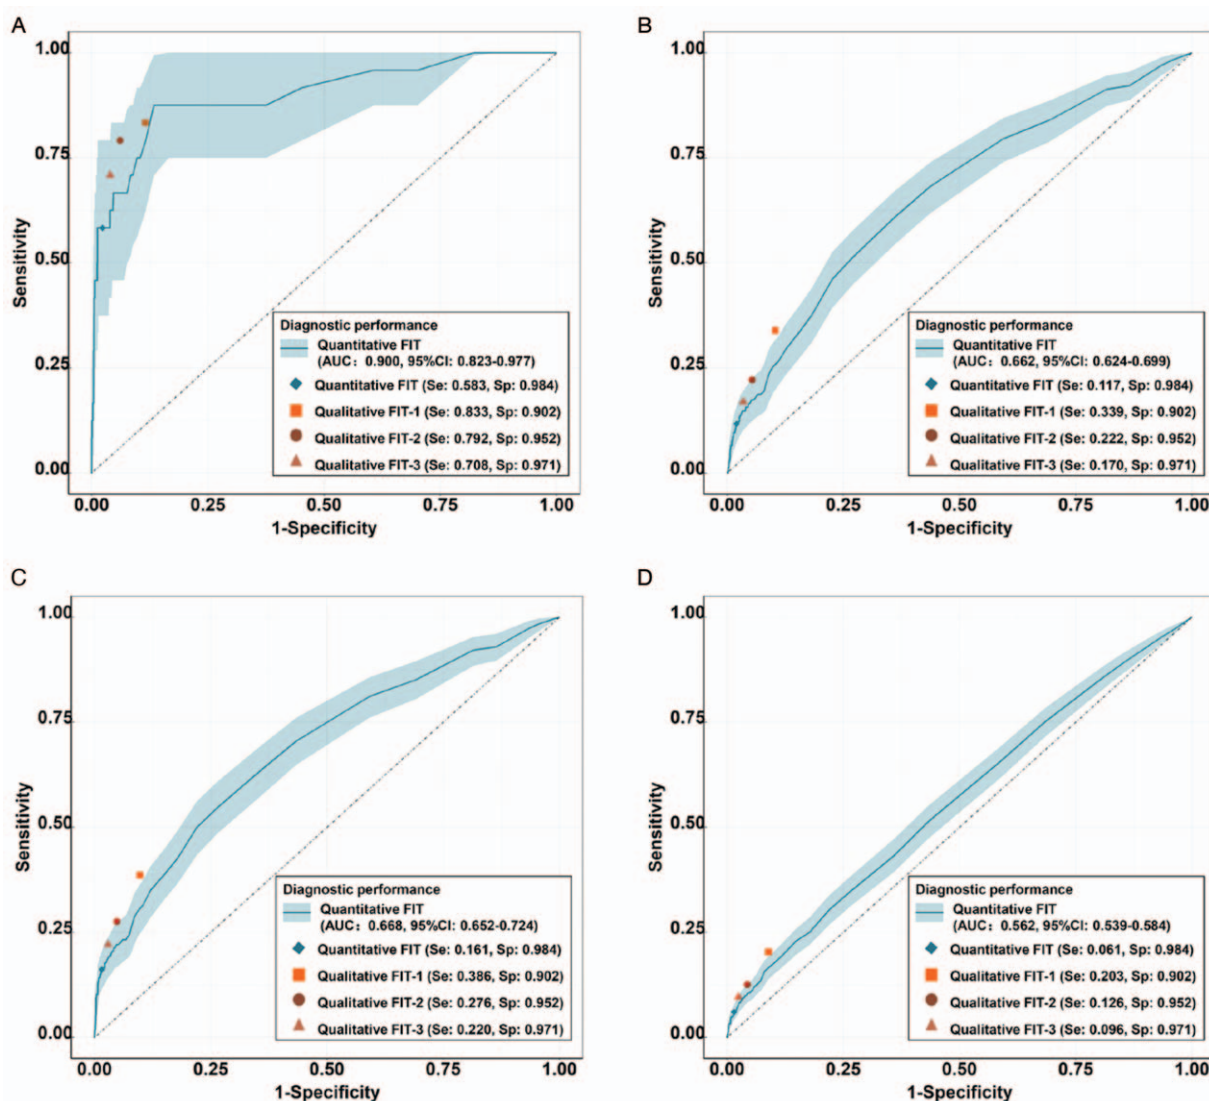 A
1.00
0.75
0.50
0.25
0.00
Sensitivity
Diagnostic performance
Quantitative FIT
(AUC: 0.900, 95%CI: 0.823-0.977)
Quantitative FIT (Se: 0.583, Sp: 0.984)
Qualitative FIT-1 (Se: 0.833, Sp: 0.902)
Qualitative FIT-2 (Se: 0.792, Sp: 0.952)
Qualitative FIT-3 (Se: 0.708, Sp: 0.971)
0.00 0.25 0.50 0.75 1.00
1-Specificity
B
1.00
0.75
0.50
0.25
0.00
Sensitivity
Diagnostic performance
Quantitative FIT
(AUC: 0.662, 95%CI: 0.624-0.699)
Quantitative FIT (Se: 0.117, Sp: 0.984)
Qualitative FIT-1 (Se: 0.339, Sp: 0.902)
Qualitative FIT-2 (Se: 0.222, Sp: 0.952)
Qualitative FIT-3 (Se: 0.170, Sp: 0.971)
0.00 0.25 0.50 0.75 1.00
1-Specificity
C
1.00
0.75
0.50
0.25
0.00
Sensitivity
Diagnostic performance
Quantitative FIT
(AUC: 0.668, 95%CI: 0.652-0.724)
Quantitative FIT (Se: 0.161, Sp: 0.984)
Qualitative FIT-1 (Se: 0.386, Sp: 0.902)
Qualitative FIT-2 (Se: 0.276, Sp: 0.952)
Qualitative FIT-3 (Se: 0.220, Sp: 0.971)
0.00 0.25 0.50 0.75 1.00
1-Specificity
D
1.00
0.75
0.50
0.25
0.00
Sensitivity
Diagnostic performance
Quantitative FIT
(AUC: 0.562, 95%CI: 0.539-0.584)
Quantitative FIT (Se: 0.061, Sp: 0.984)
Qualitative FIT-1 (Se: 0.203, Sp: 0.902)
Qualitative FIT-2 (Se: 0.126, Sp: 0.952)
Qualitative FIT-3 (Se: 0.096, Sp: 0.971)
0.00 0.25 0.50 0.75 1.00
1-Specificity